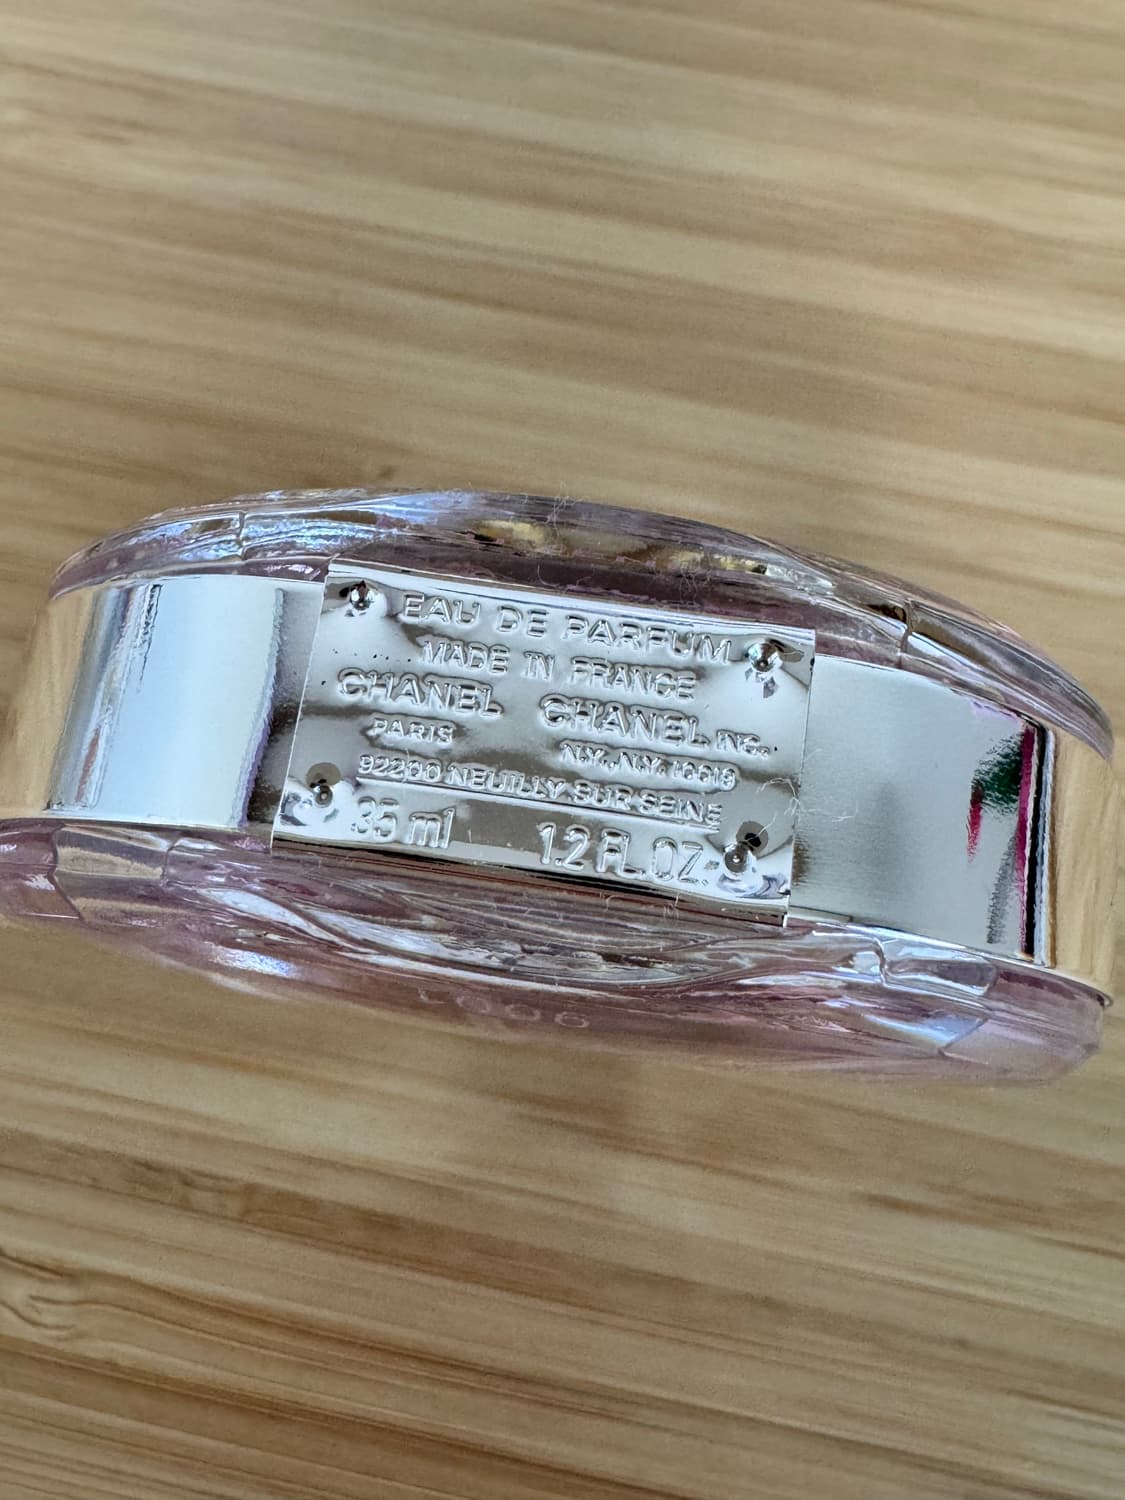 EAU DE PARFUM
MADE IN FRANCE
CHANEL CHANEL INC.
PARIS N.Y., N.Y. 10019
92200 NEUILLY SUR SEINE
35 ml 1.2 FL.OZ.